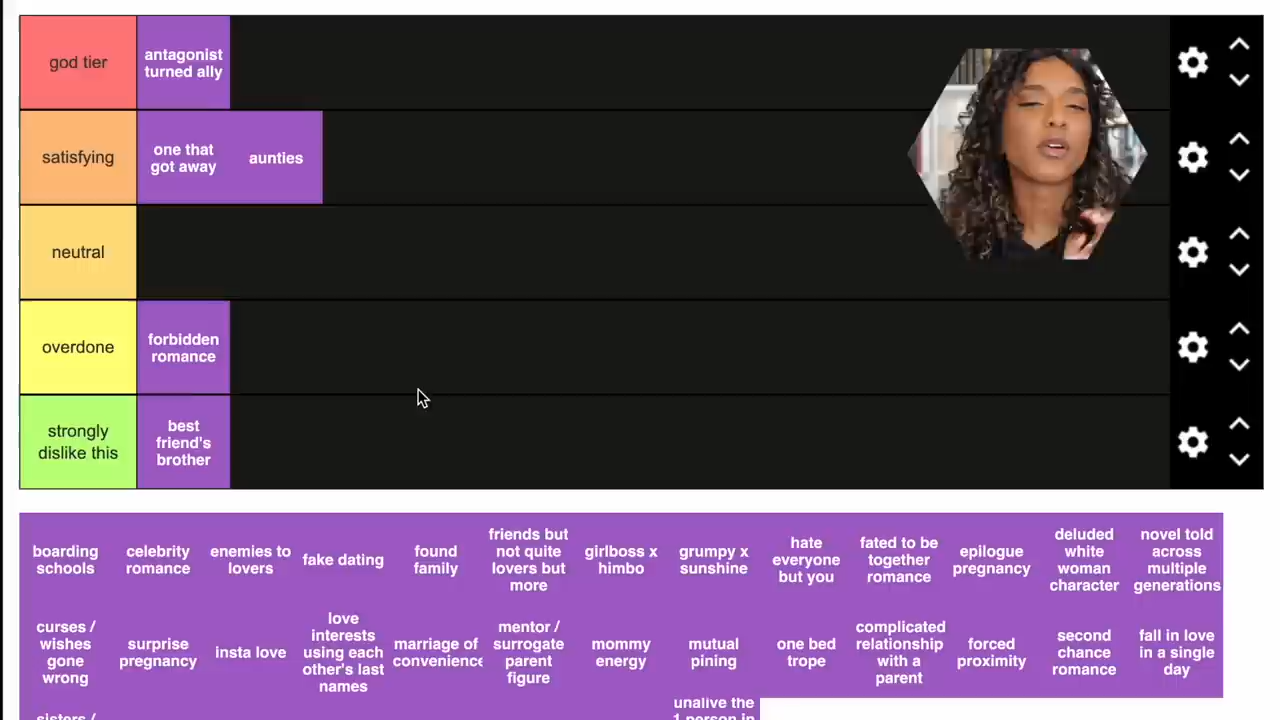 god tier
antagonist
turned ally
satisfying
one that
got away
aunties
neutral
overdone
forbidden
romance
strongly
dislike this
best
friend's
brother
boarding
schools
celebrity
romance
enemies to
lovers
fake dating
found
family
friends but
not quite
lovers but
more
girlboss x
himbo
grumpy x
sunshine
hate
everyone
but you
fated to be
together
romance
epilogue
pregnancy
deluded
white
woman
character
novel told
across
multiple
generations
curses /
wishes
gone
wrong
surprise
pregnancy
insta love
love
interests
using each
other's last
names
marriage of
convenience
mentor /
surrogate
parent
figure
mommy
energy
mutual
pining
one bed
trope
complicated
relationship
with a
parent
forced
proximity
second
chance
romance
fall in love
in a single
day
sisters /
unalive the
1 person in